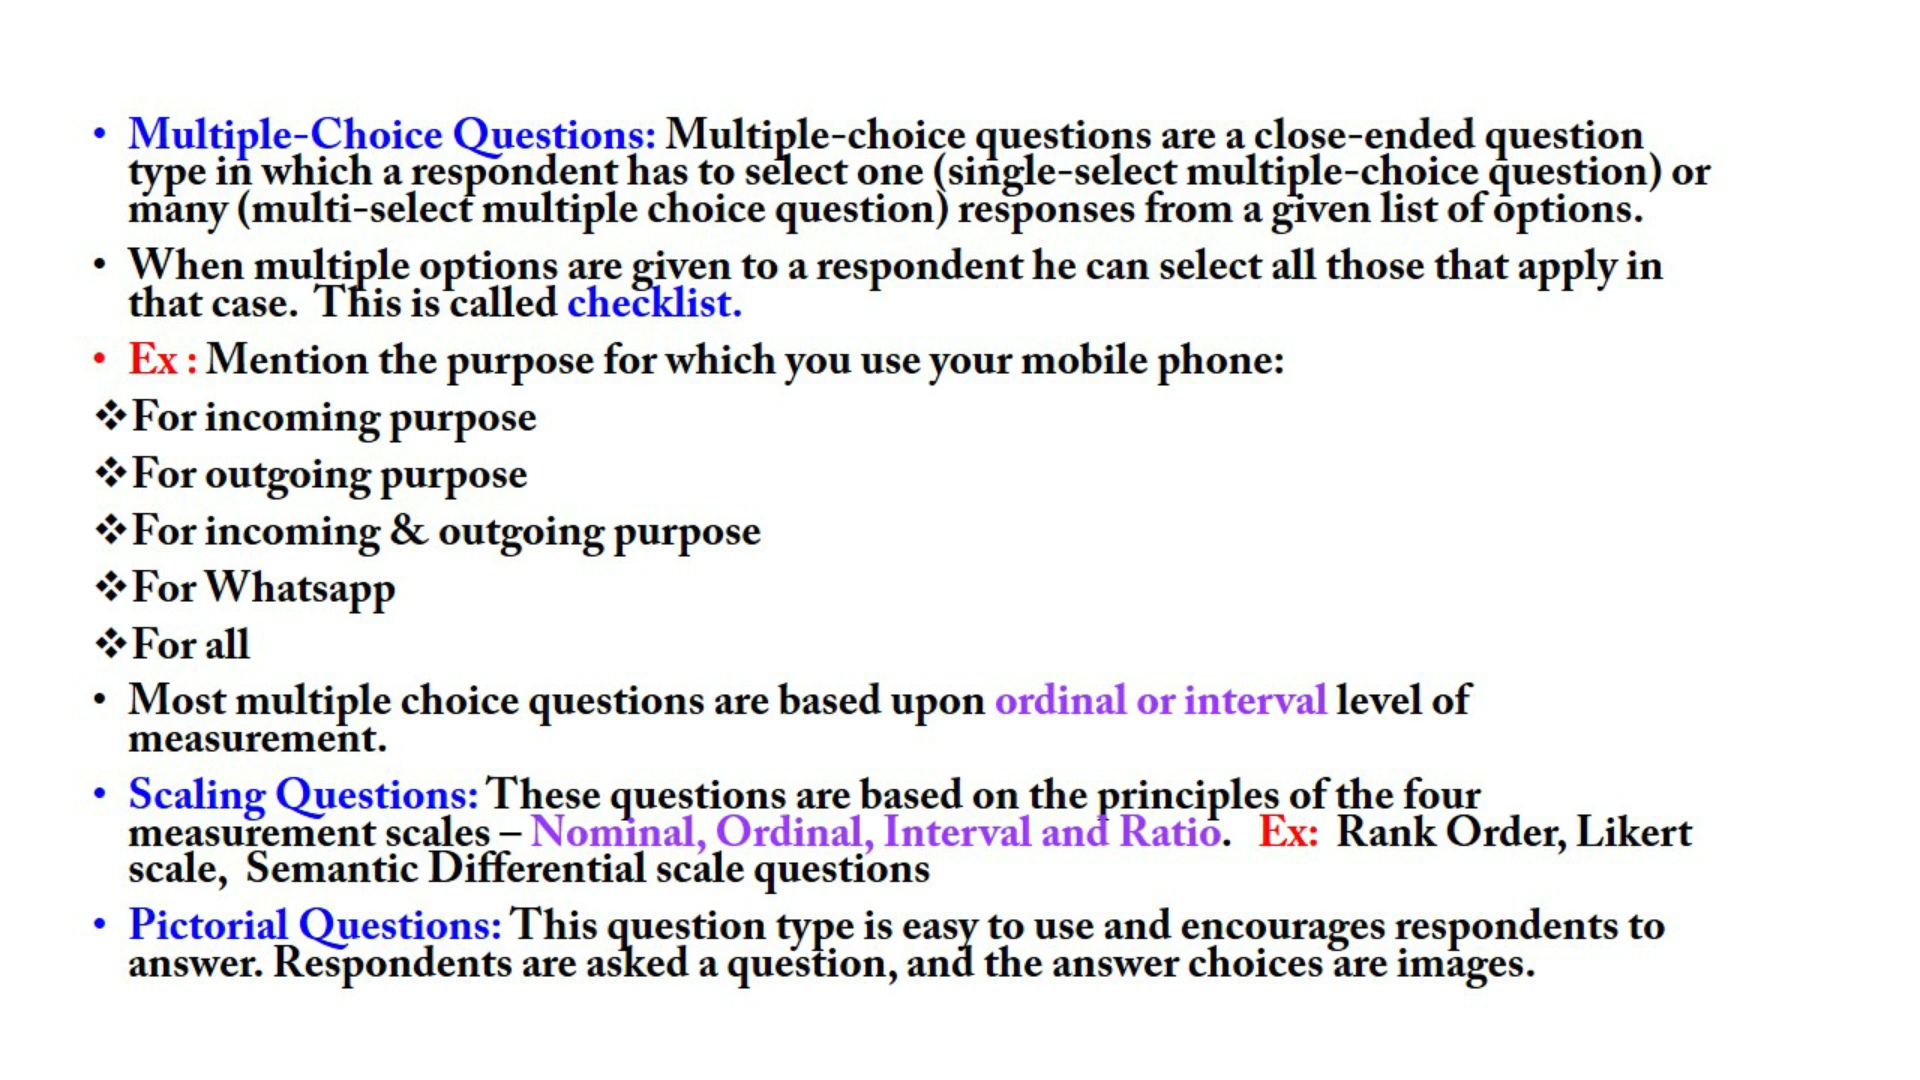 • Multiple-Choice Questions: Multiple-choice questions are a close-ended question
type in which a respondent has to select one (single-select multiple-choice question) or
many (multi-select multiple choice question) responses from a given list of options.
• When multiple options are given to a respondent he can select all those that apply in
that case. This is called checklist.
• Ex : Mention the purpose for which you use your mobile phone:
❖For incoming purpose
❖For outgoing purpose
❖For incoming & outgoing purpose
❖For Whatsapp
❖For all
• Most multiple choice questions are based upon ordinal or interval level of
measurement.
• Scaling Questions: These questions are based on the principles of the four
measurement scales – Nominal, Ordinal, Interval and Ratio. Ex: Rank Order, Likert
scale, Semantic Differential scale questions
• Pictorial Questions: This question type is easy to use and encourages respondents to
answer. Respondents are asked a question, and the answer choices are images.